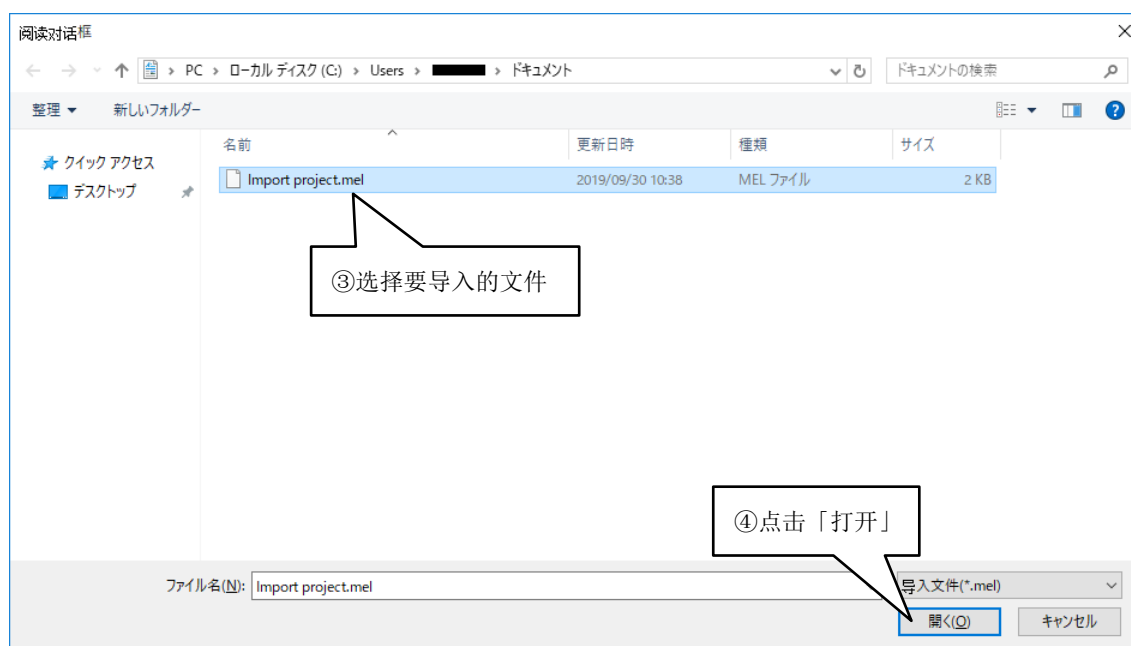 阅读对话框
PC › ローカル ディスク (C:) › Users › › ドキュメント
ドキュメントの検索
整理 新しいフォルダー
名前 更新日時 種類 サイズ
クイック アクセス
デスクトップ
Import project.mel 2019/09/30 10:38 MEL ファイル 2 KB
③选择要导入的文件
④点击「打开」
ファイル名(N): Import project.mel 导入文件(*.mel)
開く(O) キャンセル